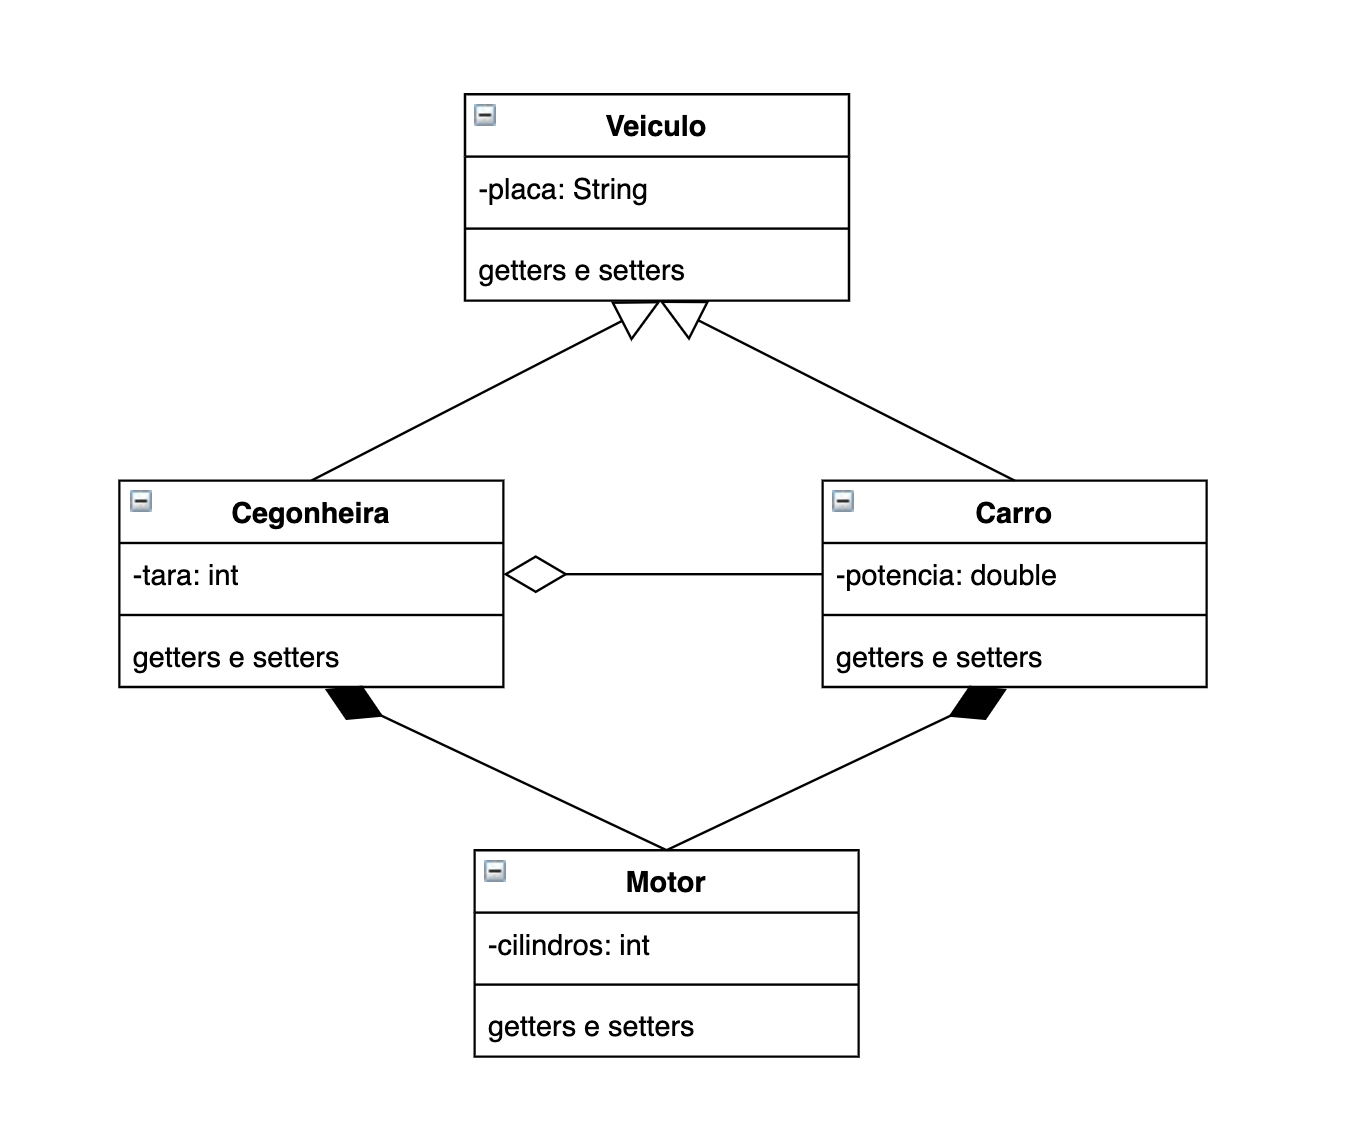 Veiculo
-placa: String
getters e setters
Cegonheira
-tara: int
getters e setters
Carro
-potencia: double
getters e setters
Motor
-cilindros: int
getters e setters